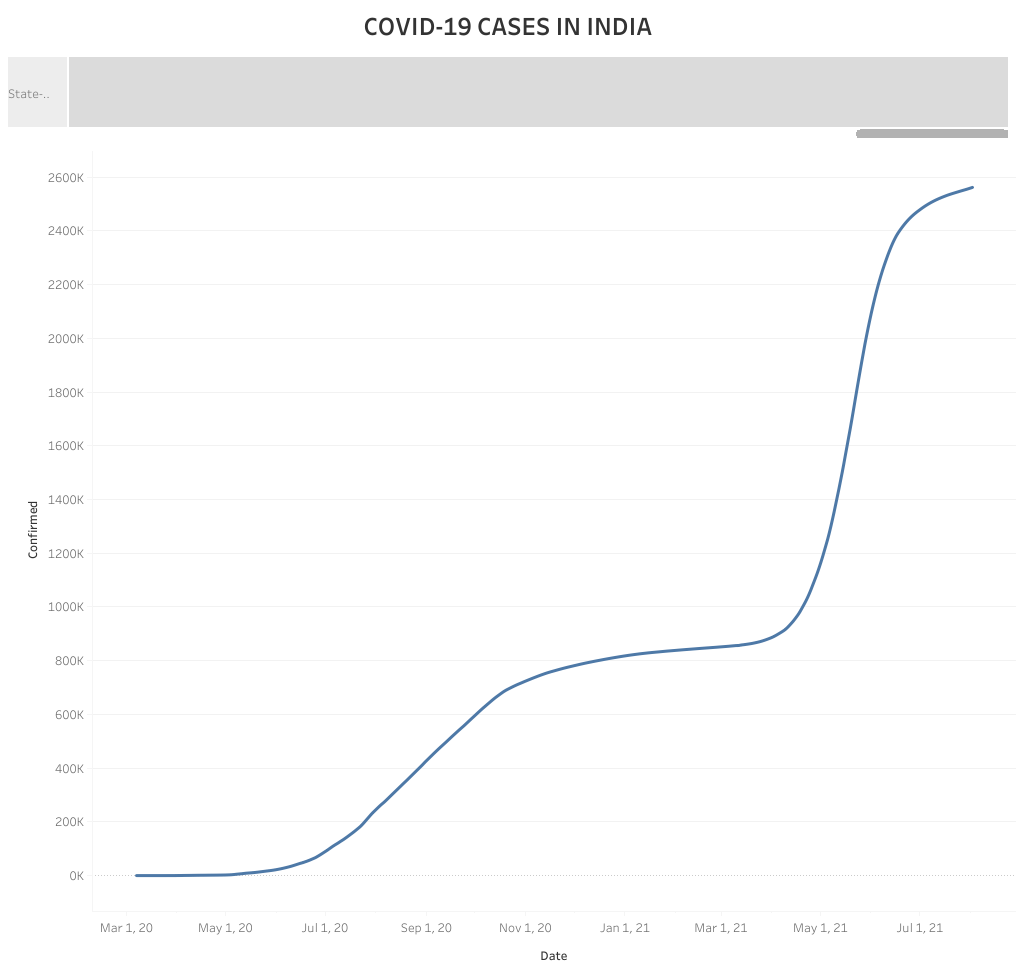 COVID-19 CASES IN INDIA
State-..
2600K
2400K
2200K
2000K
1800K
1600K
1400K
1200K
1000K
800K
600K
400K
200K
0K
Confirmed
Mar 1, 20 May 1, 20 Jul 1, 20 Sep 1, 20 Nov 1, 20 Jan 1, 21 Mar 1, 21 May 1, 21 Jul 1, 21
Date